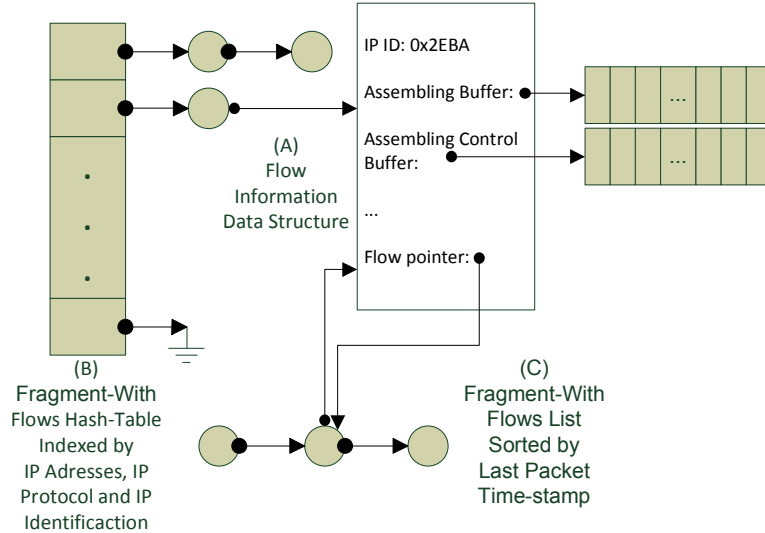 IP ID: 0x2EBA
Assembling Buffer:
...
Assembling Control
Buffer:
...
...
Flow pointer:
(A)
Flow
Information
Data Structure
(B)
Fragment-With
Flows Hash-Table
Indexed by
IP Adresses, IP
Protocol and IP
Identificaction
(C)
Fragment-With
Flows List
Sorted by
Last Packet
Time-stamp